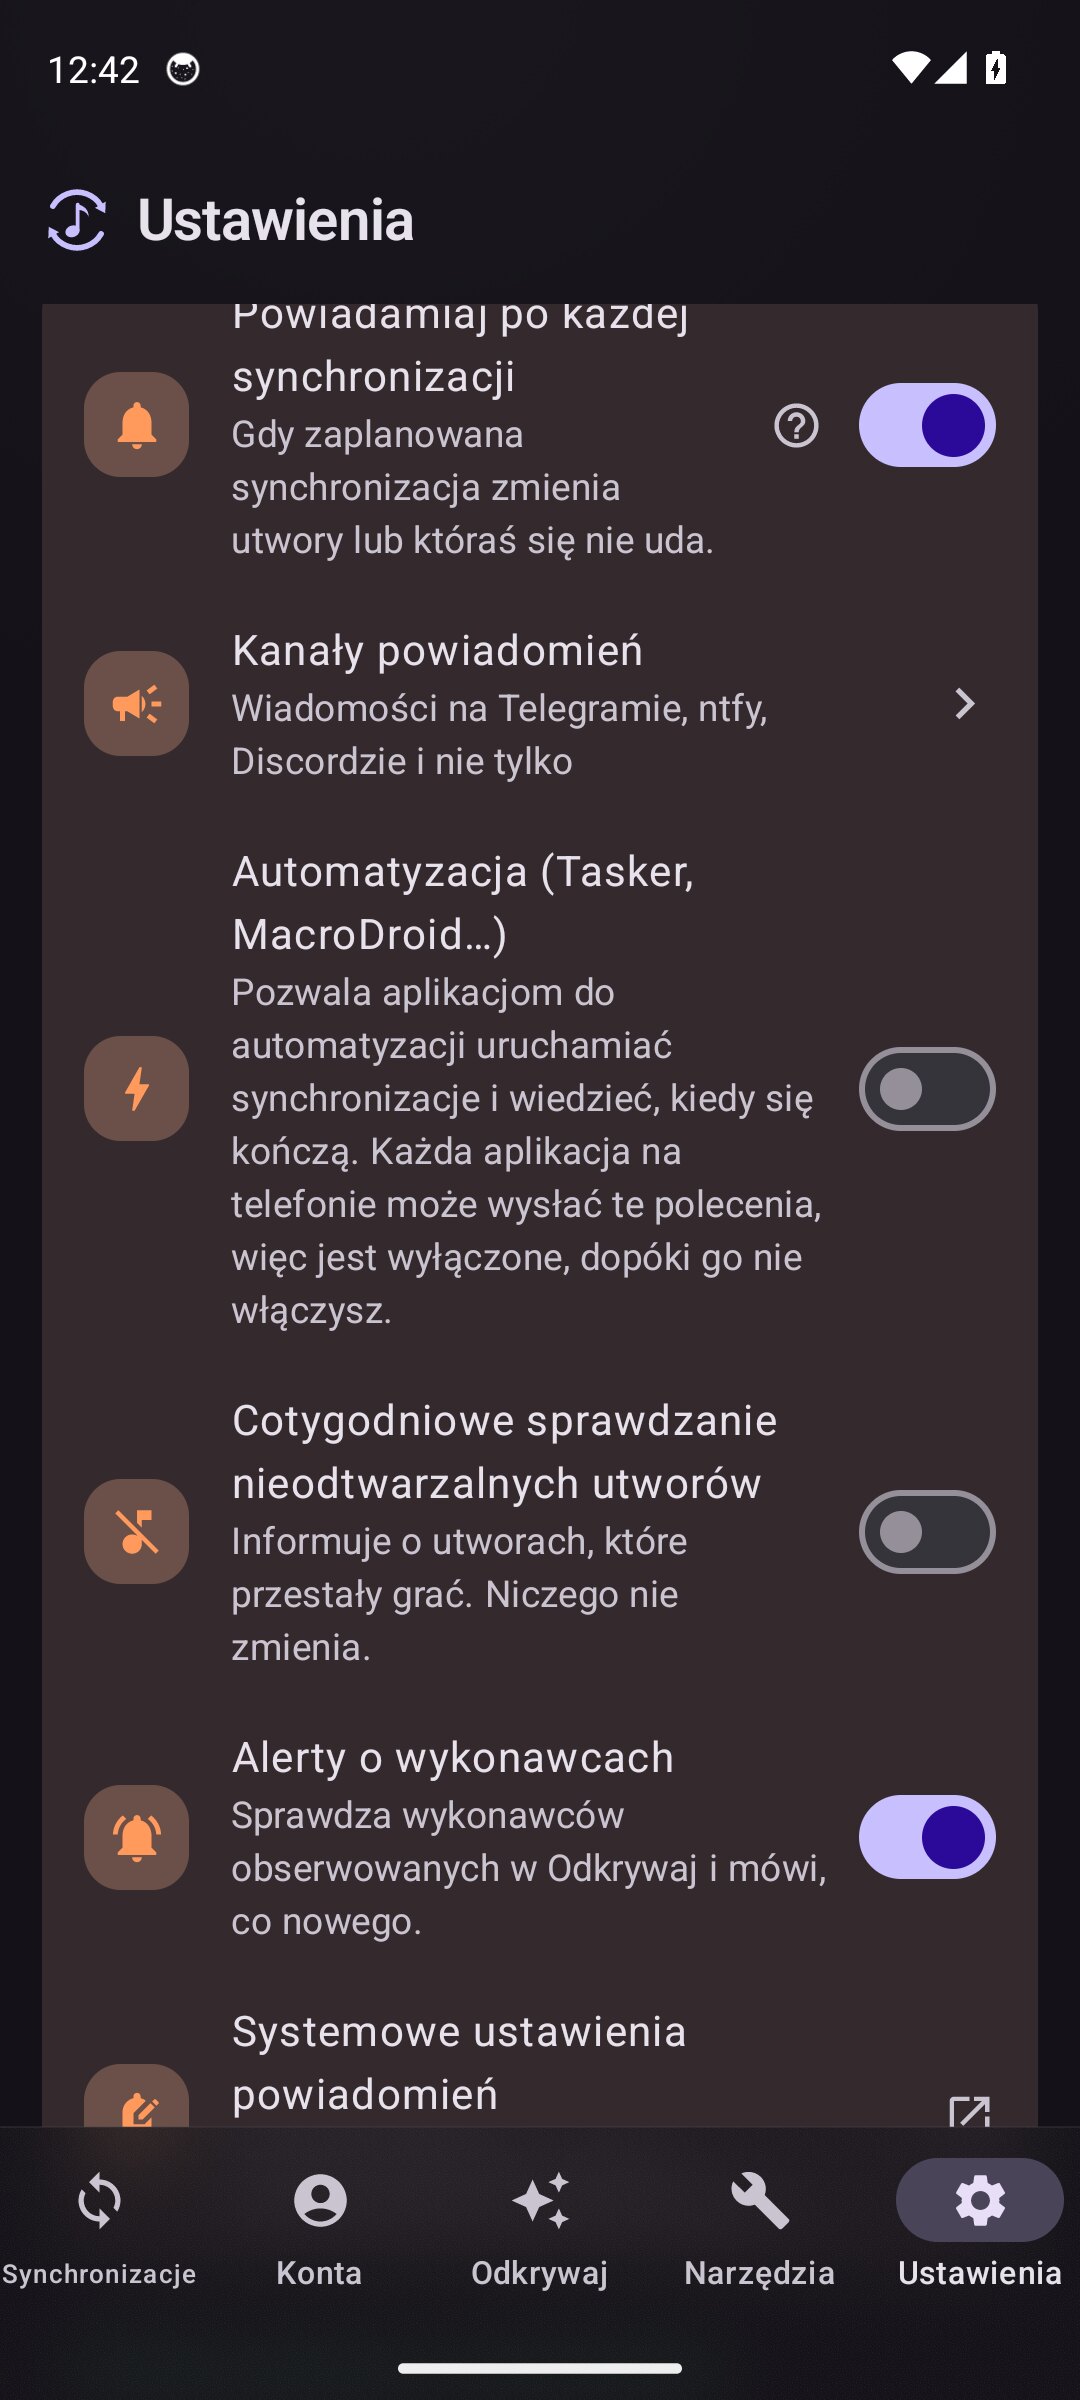 12:42
Ustawienia
Powiadamiaj po każdej
synchronizacji
Gdy zaplanowana
synchronizacja zmienia
utwory lub któraś się nie uda.
Kanały powiadomień
Wiadomości na Telegramie, ntfy,
Discordzie i nie tylko
Automatyzacja (Tasker,
MacroDroid…)
Pozwala aplikacjom do
automatyzacji uruchamiać
synchronizacje i wiedzieć, kiedy się
kończą. Każda aplikacja na
telefonie może wysłać te polecenia,
więc jest wyłączone, dopóki go nie
włączysz.
Cotygodniowe sprawdzanie
nieodtwarzalnych utworów
Informuje o utworach, które
przestały grać. Niczego nie
zmienia.
Alerty o wykonawcach
Sprawdza wykonawców
obserwowanych w Odkrywaj i mówi,
co nowego.
Systemowe ustawienia
powiadomień
Synchronizacje
Konta
Odkrywaj
Narzędzia
Ustawienia